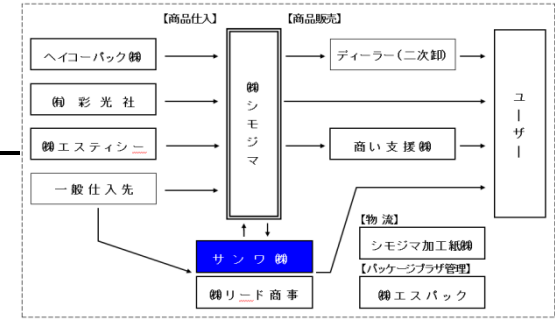 【商品仕入】 【商品販売】
ヘイコーパック㈱
㈲ 彩 光 社
㈱エスティシー
一 般 仕 入 先
㈱シモジマ
ディーラー(二次卸)
商 い 支 援 ㈱
ユーザー
サ ン ワ ㈱
㈱リード商事
【物 流】
シモジマ加工紙㈱
【パッケージプラザ管理】
㈱エスパック